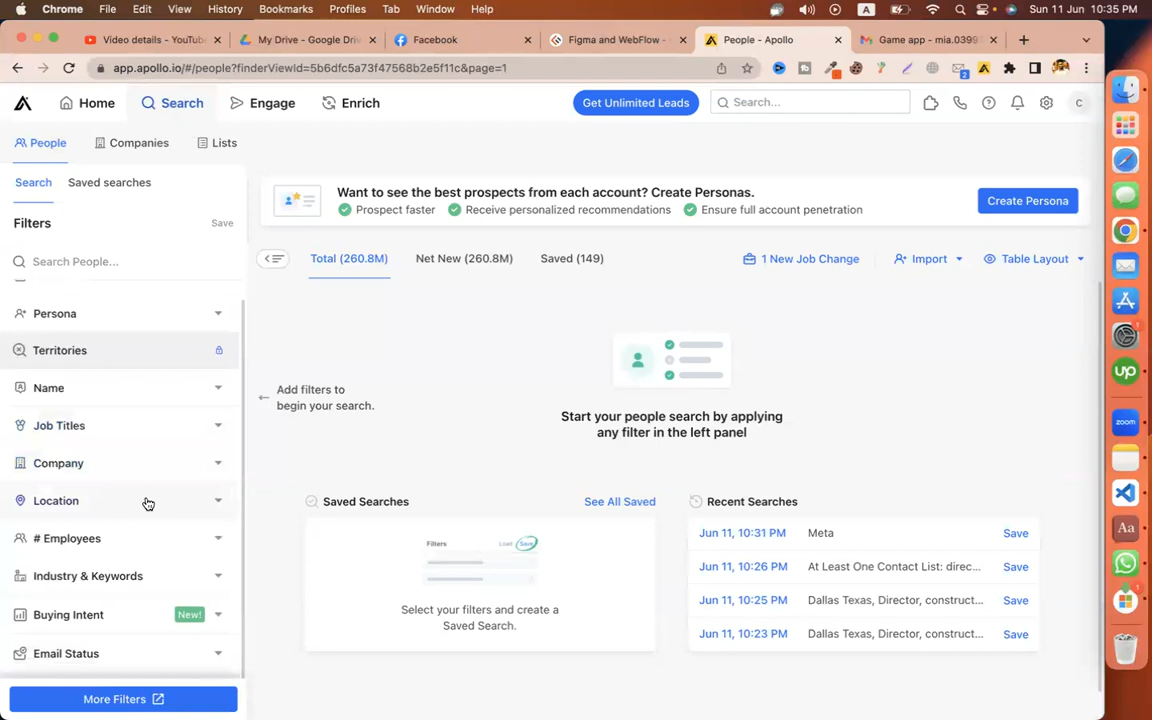 Chrome File Edit View History Bookmarks Profiles Tab Window Help A Sun 11 Jun 10:35 PM
Video details - YouTube My Drive - Google Driv Facebook Figma and WebFlow - People - Apollo Game app - mia.0399
app.apollo.io/#/people?finderViewId=5b6dfc5a73f47568b2e5f11c&page=1
Home Search Engage Enrich Get Unlimited Leads Search... C
People Companies Lists
Search Saved searches
Want to see the best prospects from each account? Create Personas.
Prospect faster Receive personalized recommendations Ensure full account penetration
Create Persona
Filters Save
Search People...
Total (260.8M) Net New (260.8M) Saved (149) 1 New Job Change Import Table Layout
Persona
Territories
Name
Job Titles
Company
Location
# Employees
Industry & Keywords
Buying Intent New!
Email Status
More Filters
Add filters to
begin your search.
Start your people search by applying
any filter in the left panel
Saved Searches See All Saved
Filters Load Save
Select your filters and create a
Saved Search.
Recent Searches
Jun 11, 10:31 PM Meta Save
Jun 11, 10:26 PM At Least One Contact List: direc... Save
Jun 11, 10:25 PM Dallas Texas, Director, construct... Save
Jun 11, 10:23 PM Dallas Texas, Director, construct... Save
up
zoom
Aa